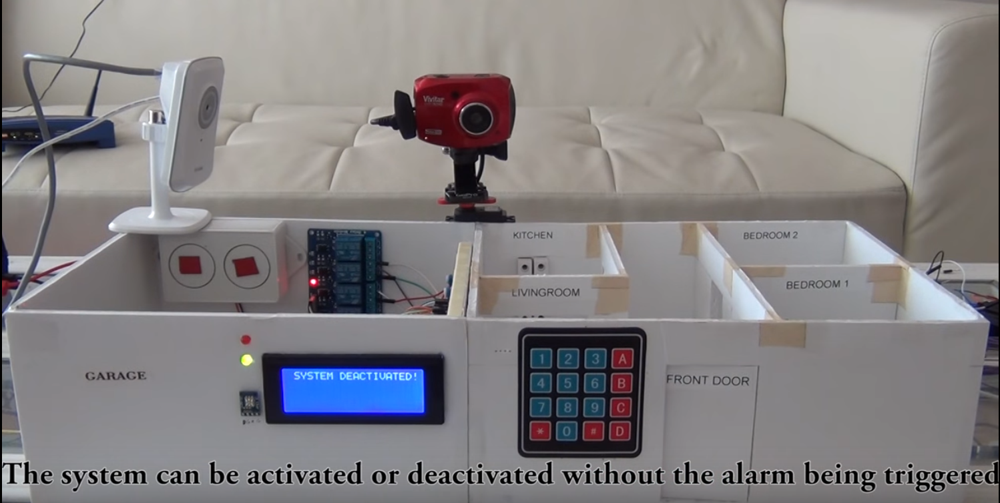 Vivitar
KITCHEN
BEDROOM 2
LIVINGROOM
BEDROOM 1
GARAGE
SYSTEM DEACTIVATED!
1 2 3 A
4 5 6 B
7 8 9 C
* 0 # D
FRONT DOOR
The system can be activated or deactivated without the alarm being triggered